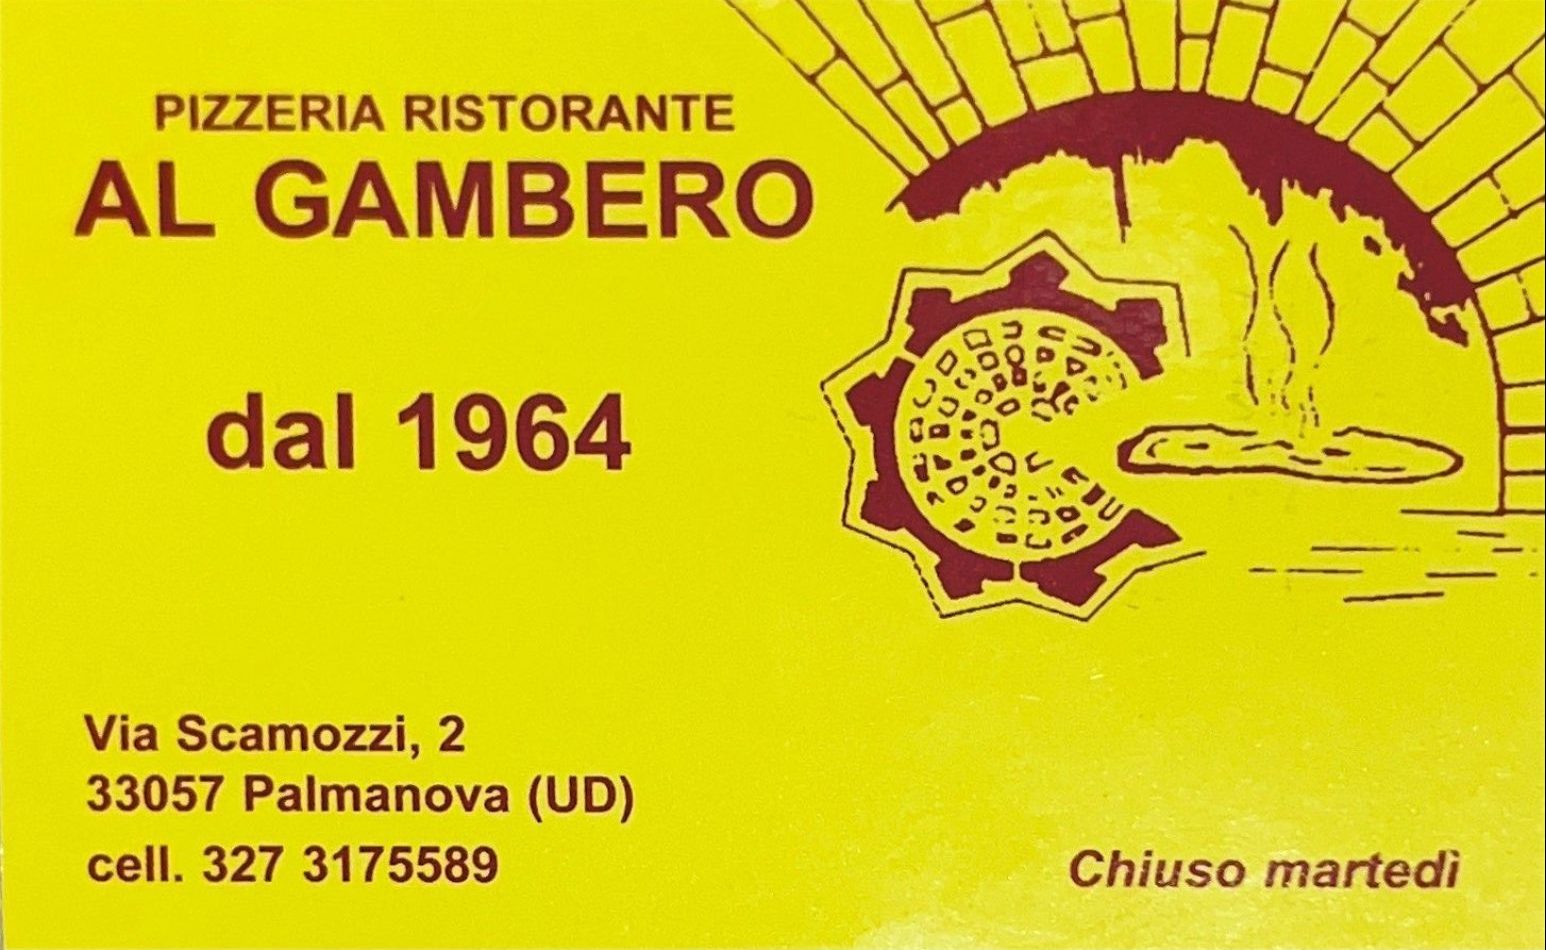 PIZZERIA RISTORANTE
AL GAMBERO
dal 1964
Via Scamozzi, 2
33057 Palmanova (UD)
cell. 327 3175589
Chiuso martedì